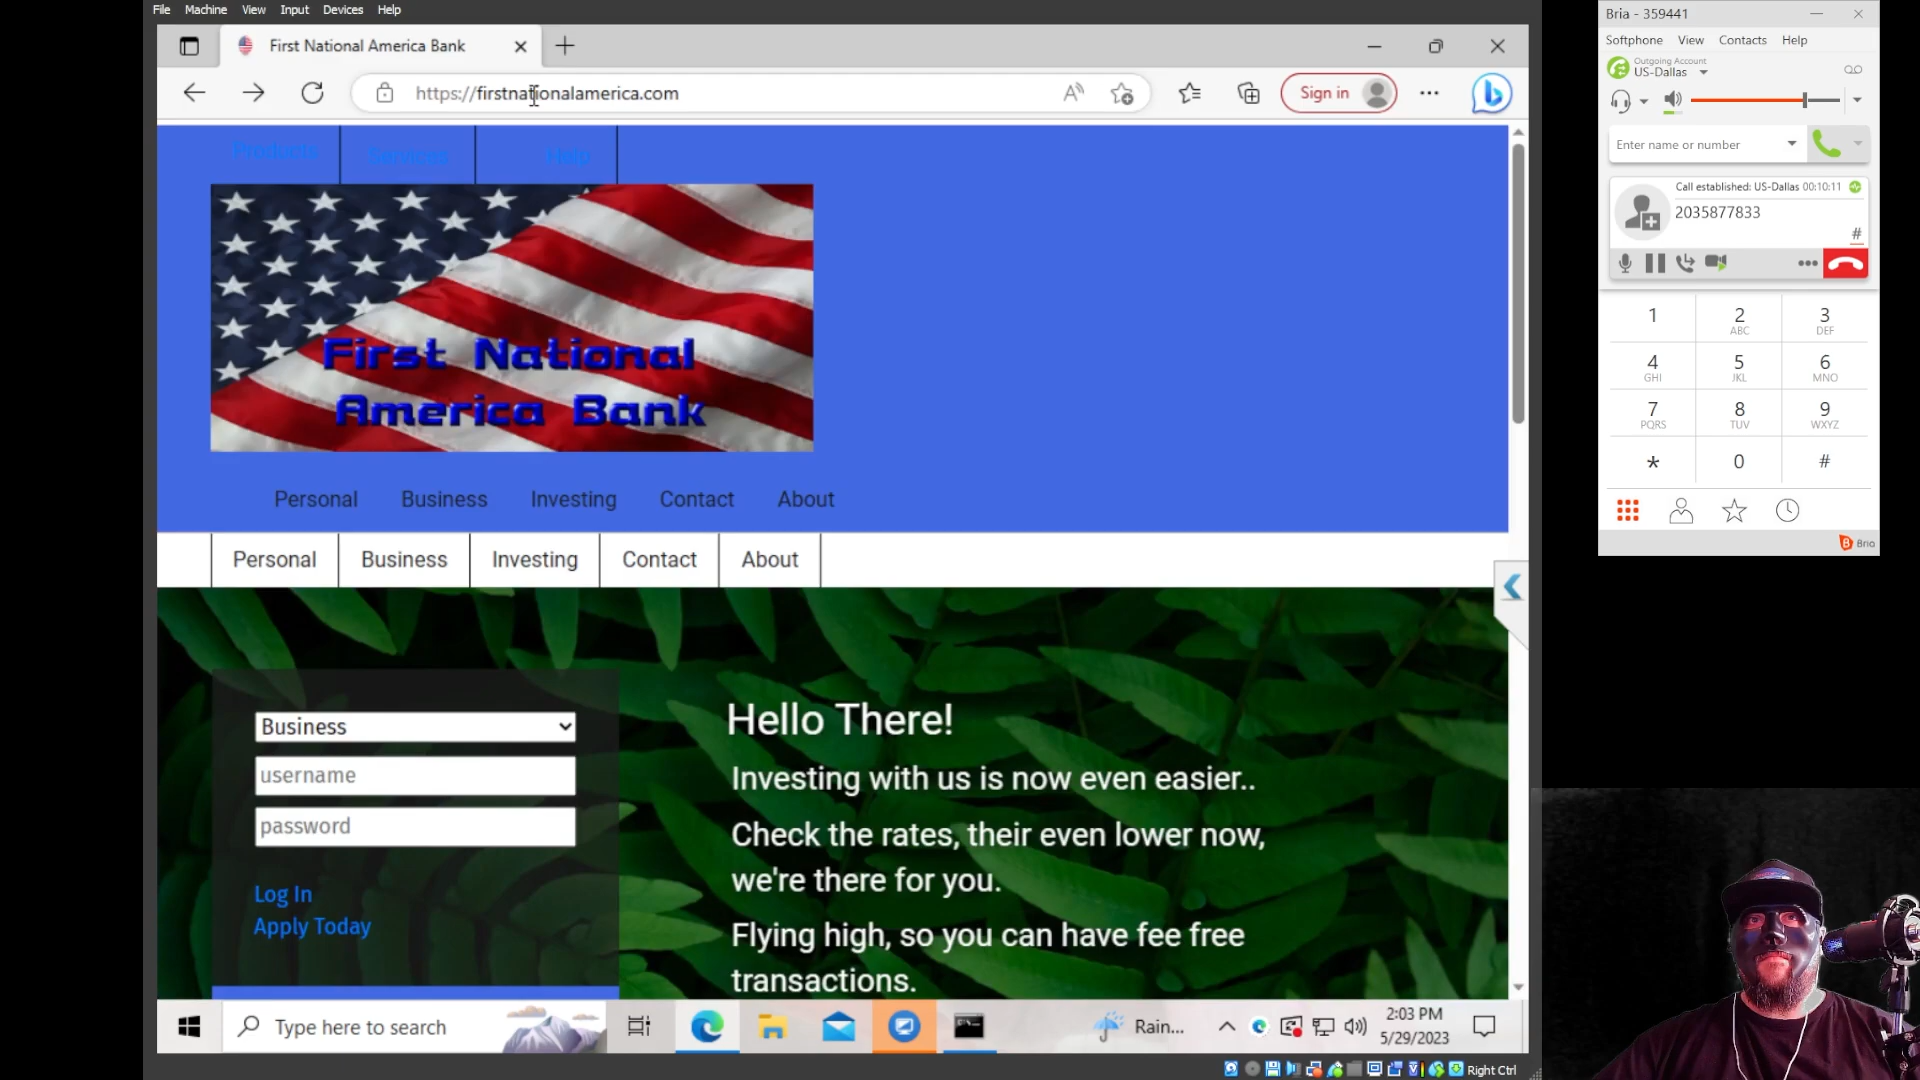 File Machine View Input Devices Help
First National America Bank
https://firstnationalamerica.com
Sign in
Products Services Help
First National
America Bank
Personal Business Investing Contact About
Personal Business Investing Contact About
Business
username
password
Log In
Apply Today
Hello There!
Investing with us is now even easier..
Check the rates, their even lower now,
we're there for you.
Flying high, so you can have fee free
transactions.
Type here to search
Rain...
2:03 PM
5/29/2023
Right Ctrl
Bria - 359441
Softphone View Contacts Help
Outgoing Account
US-Dallas
Enter name or number
Call established: US-Dallas 00:10:11
2035877833
#
1 2 3
ABC DEF
4 5 6
GHI JKL MNO
7 8 9
PQRS TUV WXYZ
* 0 #
Bria